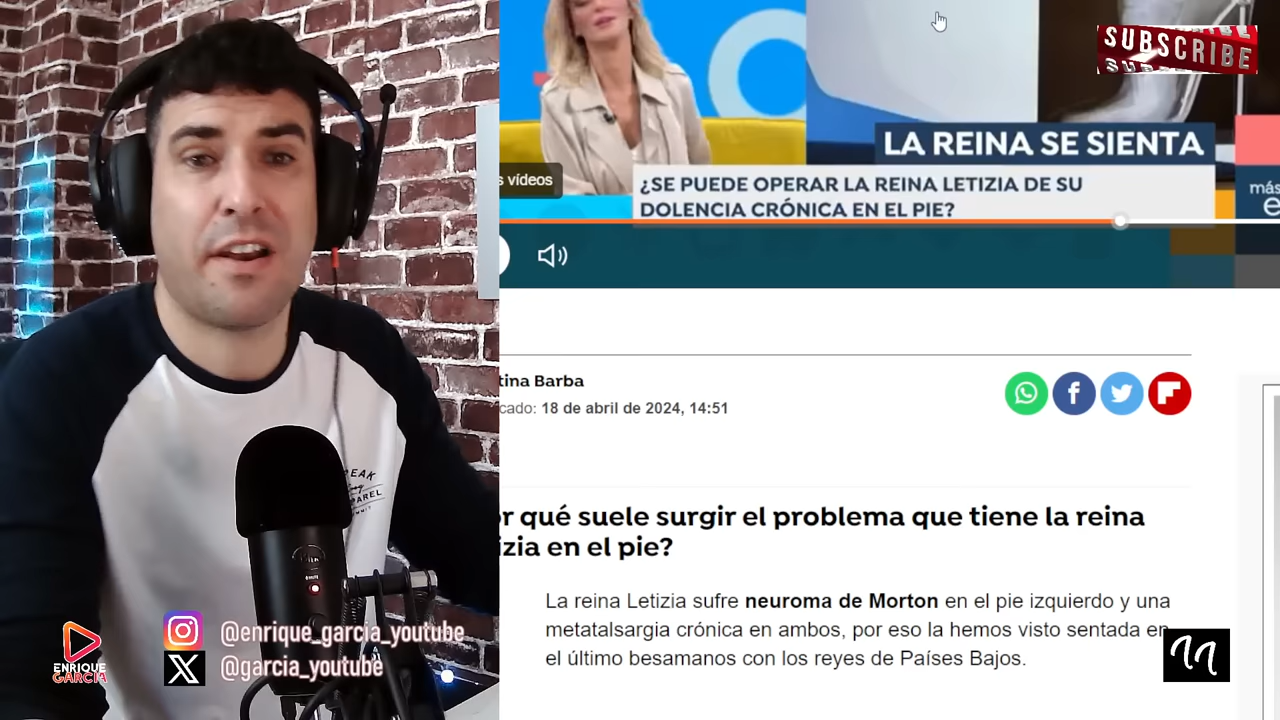 SUBSCRIBE
LA REINA SE SIENTA
s vídeos
¿SE PUEDE OPERAR LA REINA LETIZIA DE SU
DOLENCIA CRÓNICA EN EL PIE?
más
e
tina Barba
cado: 18 de abril de 2024, 14:51
r qué suele surgir el problema que tiene la reina
izia en el pie?
La reina Letizia sufre neuroma de Morton en el pie izquierdo y una
metatalsargia crónica en ambos, por eso la hemos visto sentada en
el último besamanos con los reyes de Países Bajos.
EAK
MMIT
@enrique_garcia_youtube
@garcia_youtube
ENRIQUE
GARCIA